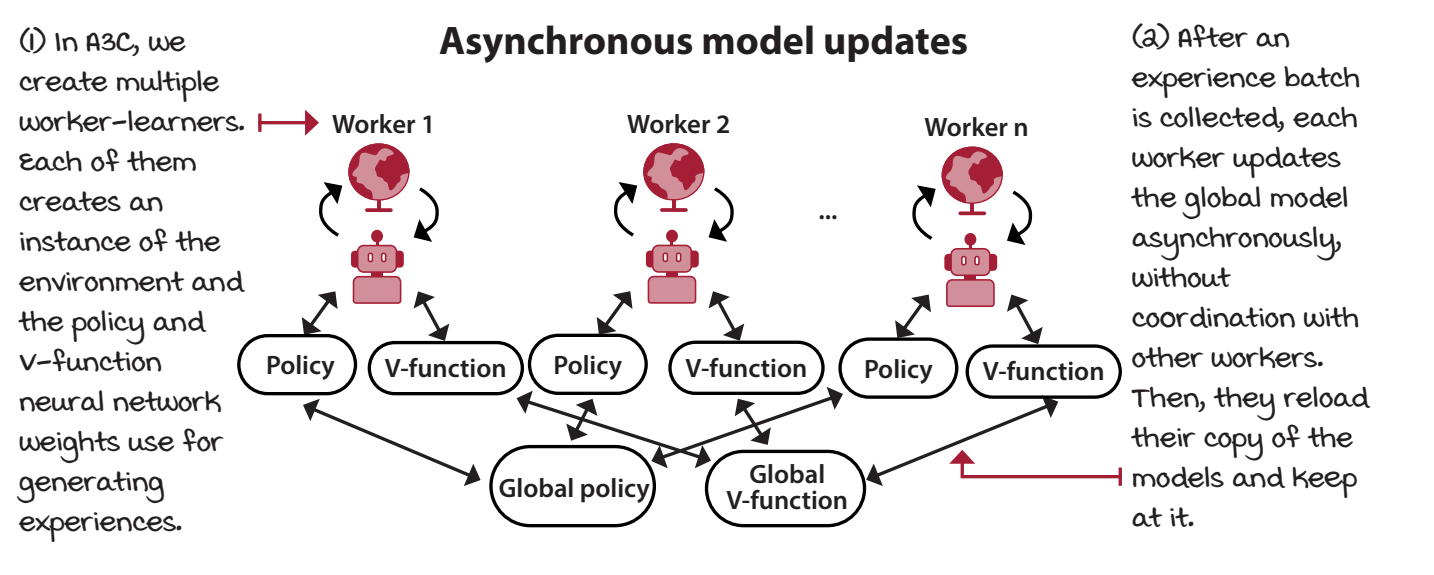 Asynchronous model updates
(1) In A3C, we
create multiple
worker-learners.
Each of them
creates an
instance of the
environment and
the policy and
V-function
neural network
weights use for
generating
experiences.
Worker 1
Worker 2
...
Worker n
Policy
V-function
Policy
V-function
Policy
V-function
Global policy
Global
V-function
(2) After an
experience batch
is collected, each
worker updates
the global model
asynchronously,
without
coordination with
other workers.
Then, they reload
their copy of the
models and keep
at it.